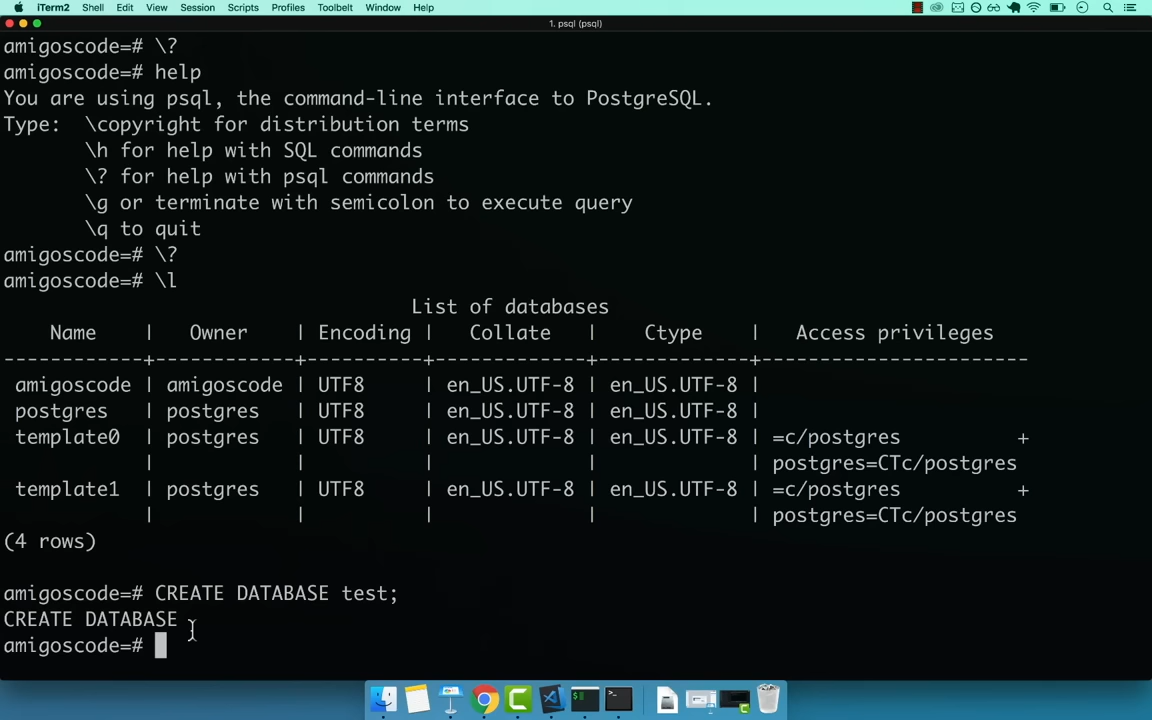 iTerm2 Shell Edit View Session Scripts Profiles Toolbelt Window Help
1. psql (psql)
amigoscode=# \?
amigoscode=# help
You are using psql, the command-line interface to PostgreSQL.
Type:  \copyright for distribution terms
       \h for help with SQL commands
       \? for help with psql commands
       \g or terminate with semicolon to execute query
       \q to quit
amigoscode=# \?
amigoscode=# \l
                                   List of databases
    Name    |   Owner    | Encoding |   Collate   |    Ctype    |   Access privileges
------------+------------+----------+-------------+-------------+-----------------------
 amigoscode | amigoscode | UTF8     | en_US.UTF-8 | en_US.UTF-8 |
 postgres   | postgres   | UTF8     | en_US.UTF-8 | en_US.UTF-8 |
 template0  | postgres   | UTF8     | en_US.UTF-8 | en_US.UTF-8 | =c/postgres          +
            |            |          |             |             | postgres=CTc/postgres
 template1  | postgres   | UTF8     | en_US.UTF-8 | en_US.UTF-8 | =c/postgres          +
            |            |          |             |             | postgres=CTc/postgres
(4 rows)
amigoscode=# CREATE DATABASE test;
CREATE DATABASE
amigoscode=#